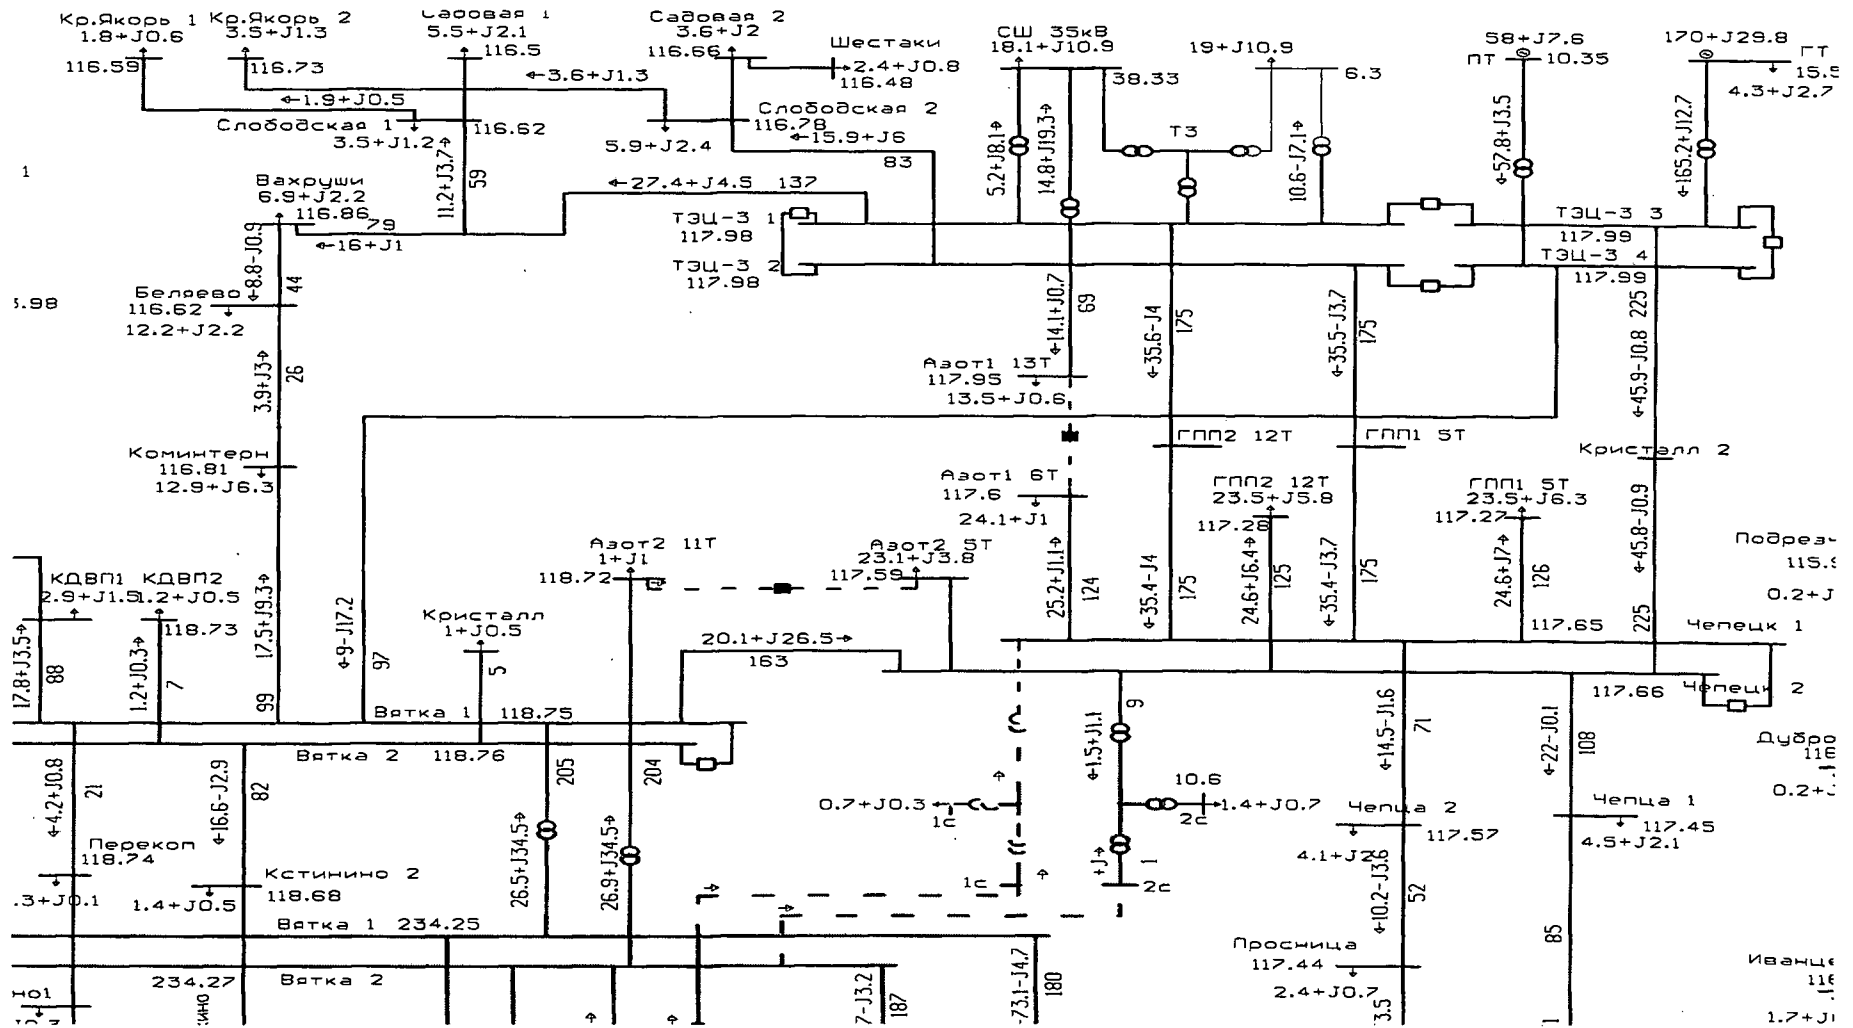 Кр.Якорь 1
1.8+J0.6
116.59
Кр.Якорь 2
3.5+J1.3
116.73
Садовая 1
5.5+J2.1
116.5
Садовая 2
3.6+J2
116.66
Шестаки
2.4+J0.8
116.48
←3.6+J1.3
←1.9+J0.5
Слободская 1
116.62
3.5+J1.2
Слободская 2
116.78
5.9+J2.4
←15.9+J6
83
11.2+J3.7→
59
СШ 35кВ
18.1+J10.9
38.33
19+J10.9
6.3
58+J7.6
ПТ
10.35
170+J29.8
ГТ
4.3+J2.7
5.2+J8.1→
14.8+J19.3→
ТЗ
10.6-J7.1→
←57.8+J3.5
←165.2+J12.7
1
Вахруши
6.9+J2.2
116.86
79
←16+J1
←27.4+J4.5 137
ТЭЦ-3 1
117.98
ТЭЦ-3 2
117.98
ТЭЦ-3 3
117.99
ТЭЦ-3 4
117.99
←8.8-J0.9
44
Беляево
116.62
12.2+J2.2
3.9+J3→
26
←14.1+J0.7
69
←35.6-J4
175
←35.5-J3.7
175
←45.9-J0.8 225
Азот1 13Т
117.95
13.5+J0.6
Коминтерн
116.81
12.9+J6.3
ГПП2 12Т
ГПП1 5Т
Кристалл 2
Азот1 6Т
117.6
24.1+J1
ГПП2 12Т
23.5+J5.8
117.28
ГПП1 5Т
23.5+J6.3
117.27
←45.8-J0.9
225
Азот2 11Т
1+J1
118.72
Азот2 5Т
23.1+J3.8
117.59
25.2+J1.1→
124
←35.4-J4
175
24.6+J6.4→
125
←35.4-J3.7
175
24.6+J7→
126
0.2+J
КДВП1
2.9+J1.5
КДВП2
1.2+J0.5
118.73
17.8+J3.5→
88
1.2+J0.3→
7
17.5+J9.3→
99
←9-J17.2
97
Кристалл
1+J0.5
5
20.1+J26.5→
163
117.65
Чепецк 1
117.66
Чепецк 2
Вятка 1 118.75
Вятка 2 118.76
←4.2+J0.8
21
←16.6-J2.9
82
205
204
26.5+J34.5→
26.9+J34.5→
9
←1.5+J1.1
←14.5-J1.6
71
←22-J0.1
108
0.7+J0.3
1с
10.6
1.4+J0.7
2с
Чепца 2
117.57
4.1+J2
Чепца 1
117.45
4.5+J2.1
Перекоп
118.74
.3+J0.1
Кстинино 2
118.68
1.4+J0.5
1с
+J→
1
2с
←10.2-J3.6
52
Вятка 1 234.25
234.27
Вятка 2
Просница
117.44
2.4+J0.7
85
7-J3.2
187
-73.1-J4.7
180
3.5
1.7+J